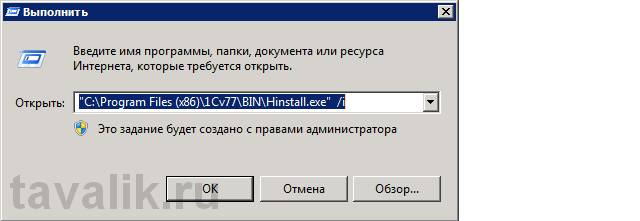 Выполнить
Введите имя программы, папки, документа или ресурса
Интернета, которые требуется открыть.
Открыть: "C:\Program Files (x86)\1Cv77\BIN\Hinstall.exe" /i
Это задание будет создано с правами администратора
tavalik.ru
ОК Отмена Обзор...